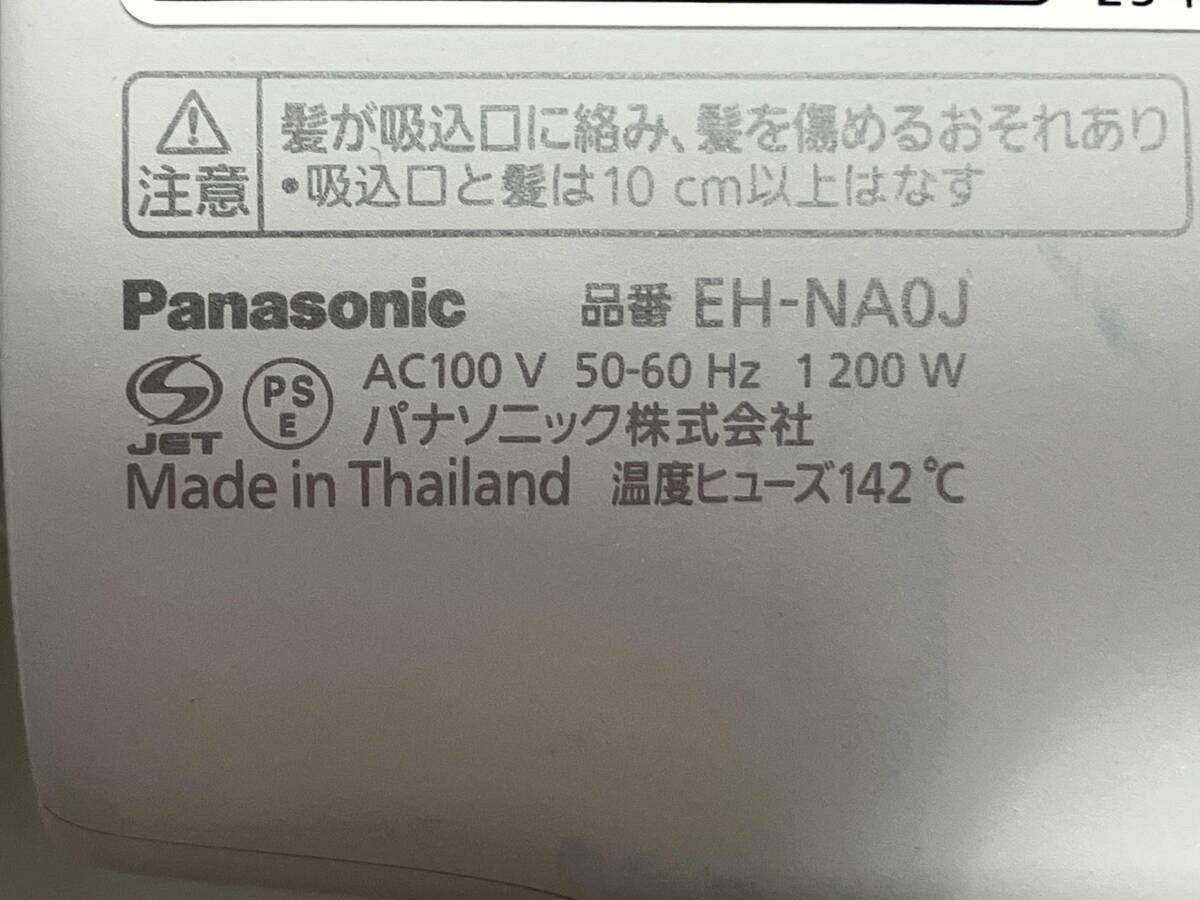 髪が吸込口に絡み、髪を傷めるおそれあり
注意 ・吸込口と髪は10 cm以上はなす
Panasonic 品番 EH-NA0J
PS E AC100 V 50-60 Hz 1 200 W
JET パナソニック株式会社
Made in Thailand 温度ヒューズ142 ℃